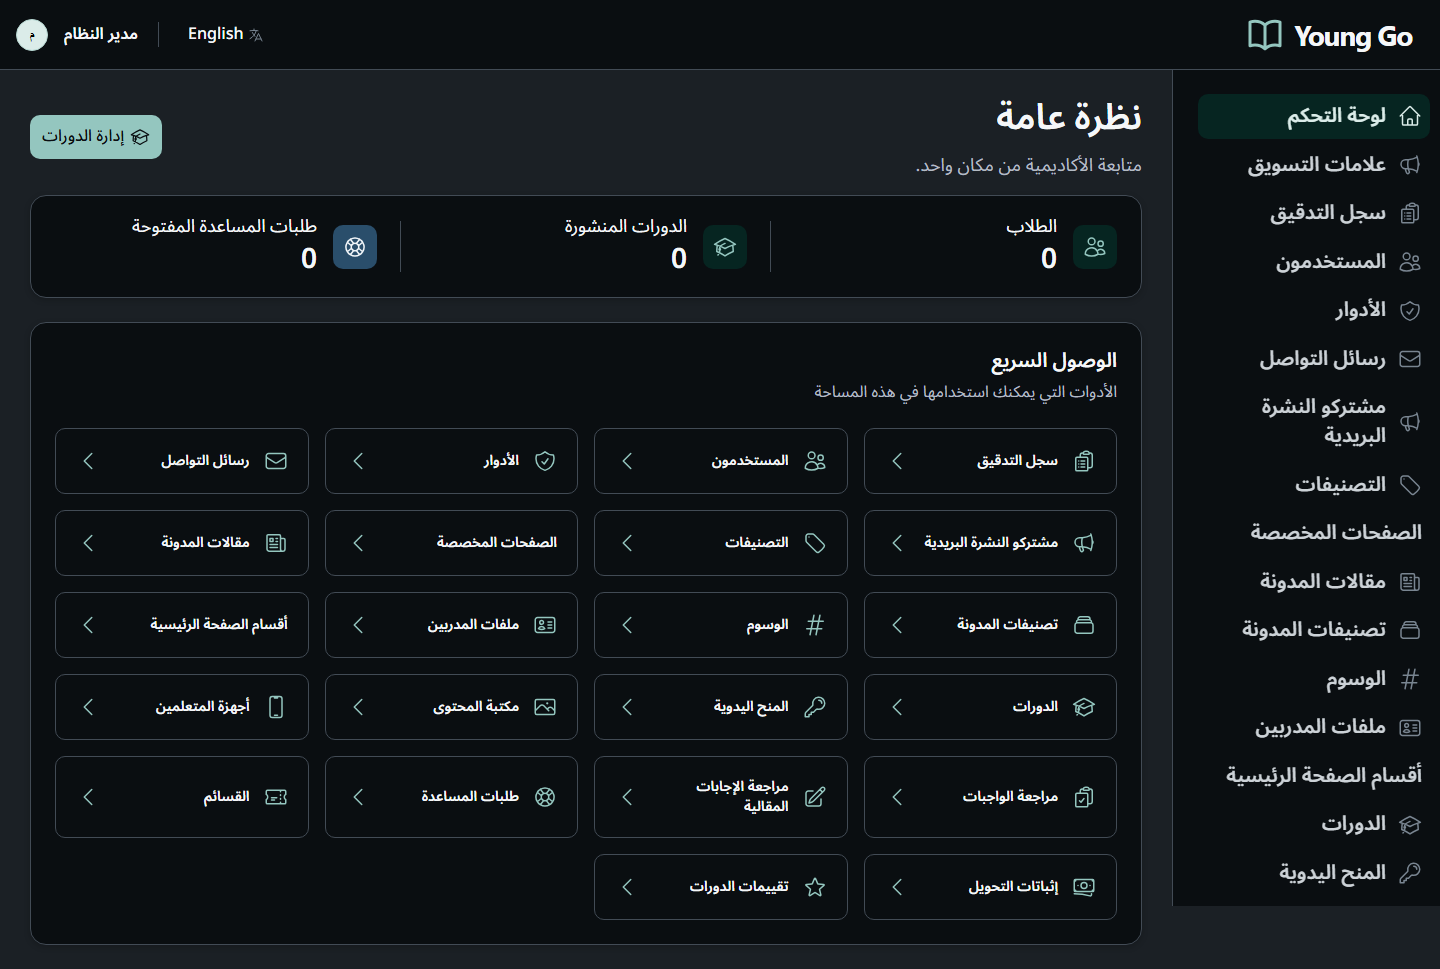 Young Go
English
مدير النظام
م
لوحة التحكم
علامات التسويق
سجل التدقيق
المستخدمون
الأدوار
رسائل التواصل
مشتركو النشرة
البريدية
التصنيفات
الصفحات المخصصة
مقالات المدونة
تصنيفات المدونة
الوسوم
ملفات المدربين
أقسام الصفحة الرئيسية
الدورات
المنح اليدوية
نظرة عامة
متابعة الأكاديمية من مكان واحد.
إدارة الدورات
الطلاب
0
الدورات المنشورة
0
طلبات المساعدة المفتوحة
0
الوصول السريع
الأدوات التي يمكنك استخدامها في هذه المساحة
سجل التدقيق
المستخدمون
الأدوار
رسائل التواصل
مشتركو النشرة البريدية
التصنيفات
الصفحات المخصصة
مقالات المدونة
تصنيفات المدونة
الوسوم
ملفات المدربين
أقسام الصفحة الرئيسية
الدورات
المنح اليدوية
مكتبة المحتوى
أجهزة المتعلمين
مراجعة الواجبات
مراجعة الإجابات
المقالية
طلبات المساعدة
القسائم
إثباتات التحويل
تقييمات الدورات